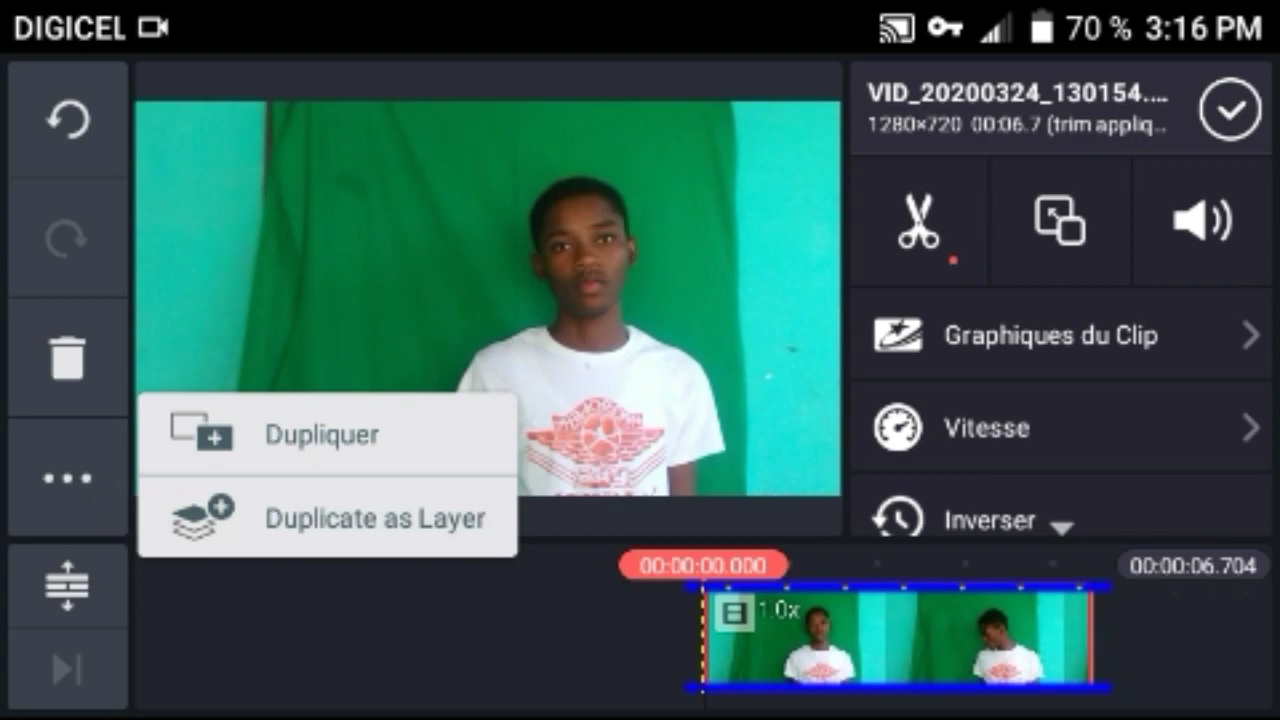 DIGICEL
70 % 3:16 PM
VID_20200324_130154....
1280×720 00:06.7 (trim appliq...
Graphiques du Clip
Vitesse
Inverser
Dupliquer
Duplicate as Layer
00:00:00.000
00:00:06.704
1.0x